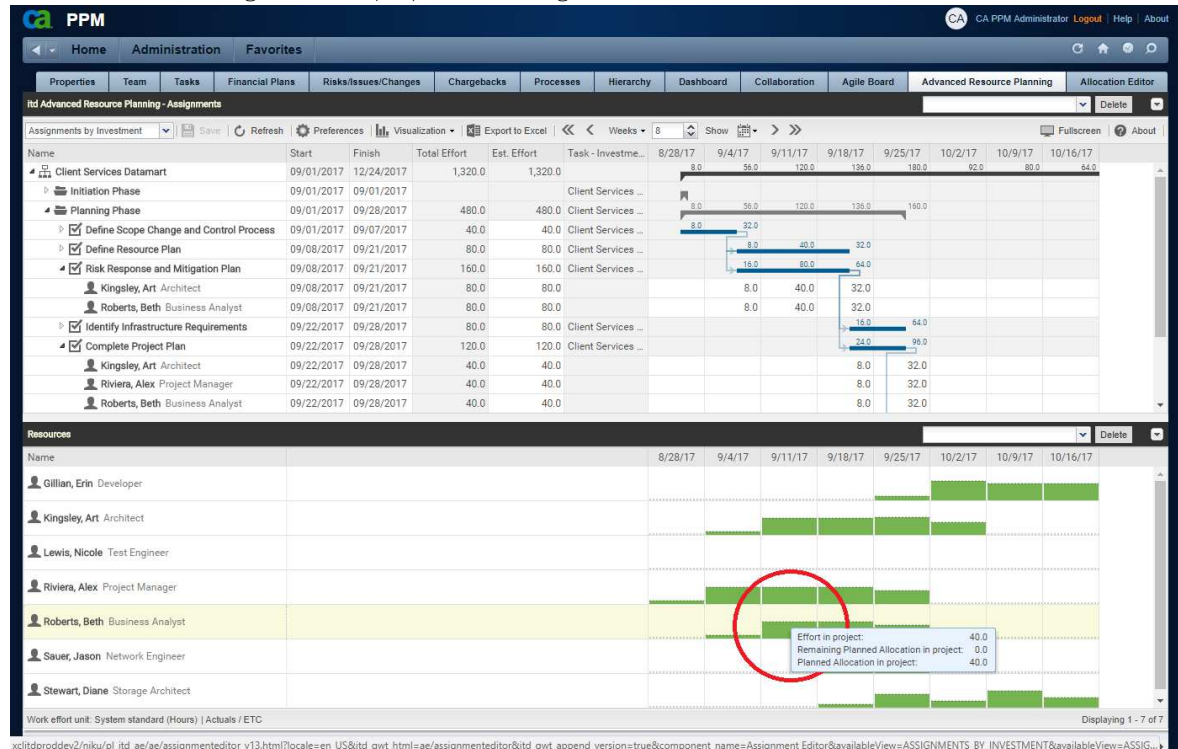 ca PPM
CA CA PPM Administrator Logout | Help | About
Home Administration Favorites
Properties Team Tasks Financial Plans Risks/Issues/Changes Chargebacks Processes Hierarchy Dashboard Collaboration Agile Board Advanced Resource Planning Allocation Editor
itd Advanced Resource Planning - Assignments Delete
Assignments by Investment Save Refresh Preferences Visualization Export to Excel Weeks 8 Show Fullscreen About
Name Start Finish Total Effort Est. Effort Task - Investme... 8/28/17 9/4/17 9/11/17 9/18/17 9/25/17 10/2/17 10/9/17 10/16/17
Client Services Datamart 09/01/2017 12/24/2017 1,320.0 1,320.0 8.0 56.0 120.0 136.0 180.0 92.0 80.0 64.0
Initiation Phase 09/01/2017 09/01/2017 Client Services ...
Planning Phase 09/01/2017 09/28/2017 480.0 480.0 Client Services ... 8.0 56.0 120.0 136.0 160.0
Define Scope Change and Control Process 09/01/2017 09/07/2017 40.0 40.0 Client Services ... 8.0 32.0
Define Resource Plan 09/08/2017 09/21/2017 80.0 80.0 Client Services ... 8.0 40.0 32.0
Risk Response and Mitigation Plan 09/08/2017 09/21/2017 160.0 160.0 Client Services ... 16.0 80.0 64.0
Kingsley, Art Architect 09/08/2017 09/21/2017 80.0 80.0 8.0 40.0 32.0
Roberts, Beth Business Analyst 09/08/2017 09/21/2017 80.0 80.0 8.0 40.0 32.0
Identify Infrastructure Requirements 09/22/2017 09/28/2017 80.0 80.0 Client Services ... 16.0 64.0
Complete Project Plan 09/22/2017 09/28/2017 120.0 120.0 Client Services ... 24.0 96.0
Kingsley, Art Architect 09/22/2017 09/28/2017 40.0 40.0 8.0 32.0
Riviera, Alex Project Manager 09/22/2017 09/28/2017 40.0 40.0 8.0 32.0
Roberts, Beth Business Analyst 09/22/2017 09/28/2017 40.0 40.0 8.0 32.0
Resources Delete
Name 8/28/17 9/4/17 9/11/17 9/18/17 9/25/17 10/2/17 10/9/17 10/16/17
Gillian, Erin Developer
Kingsley, Art Architect
Lewis, Nicole Test Engineer
Riviera, Alex Project Manager
Roberts, Beth Business Analyst
Effort in project: 40.0
Remaining Planned Allocation in project: 0.0
Planned Allocation in project: 40.0
Sauer, Jason Network Engineer
Stewart, Diane Storage Architect
Work effort unit: System standard (Hours) | Actuals / ETC Displaying 1 - 7 of 7
xclitdproddev2/niku/pl_itd_ae/ae/assignmenteditor_v13.html?locale=en_US&itd_gwt_html=ae/assignmenteditor&itd_gwt_append_version=true&component_name=Assignment Editor&availableView=ASSIGNMENTS_BY_INVESTMENT&availableView=ASSIG...